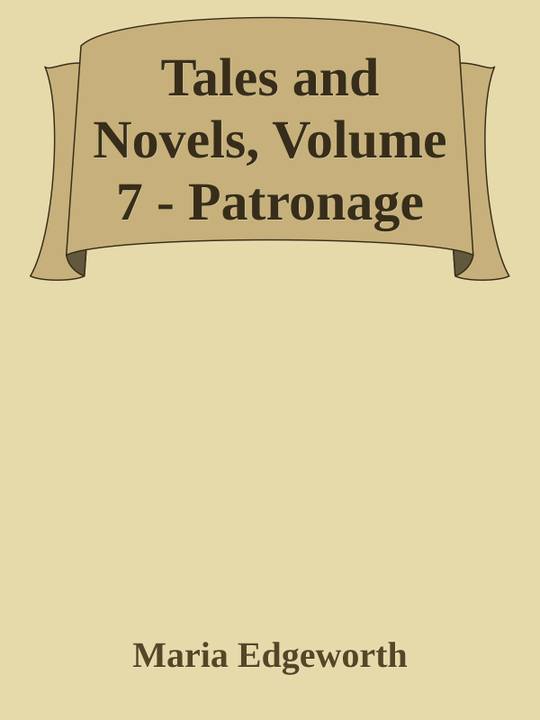 Tales and
Novels, Volume
7 - Patronage
Maria Edgeworth